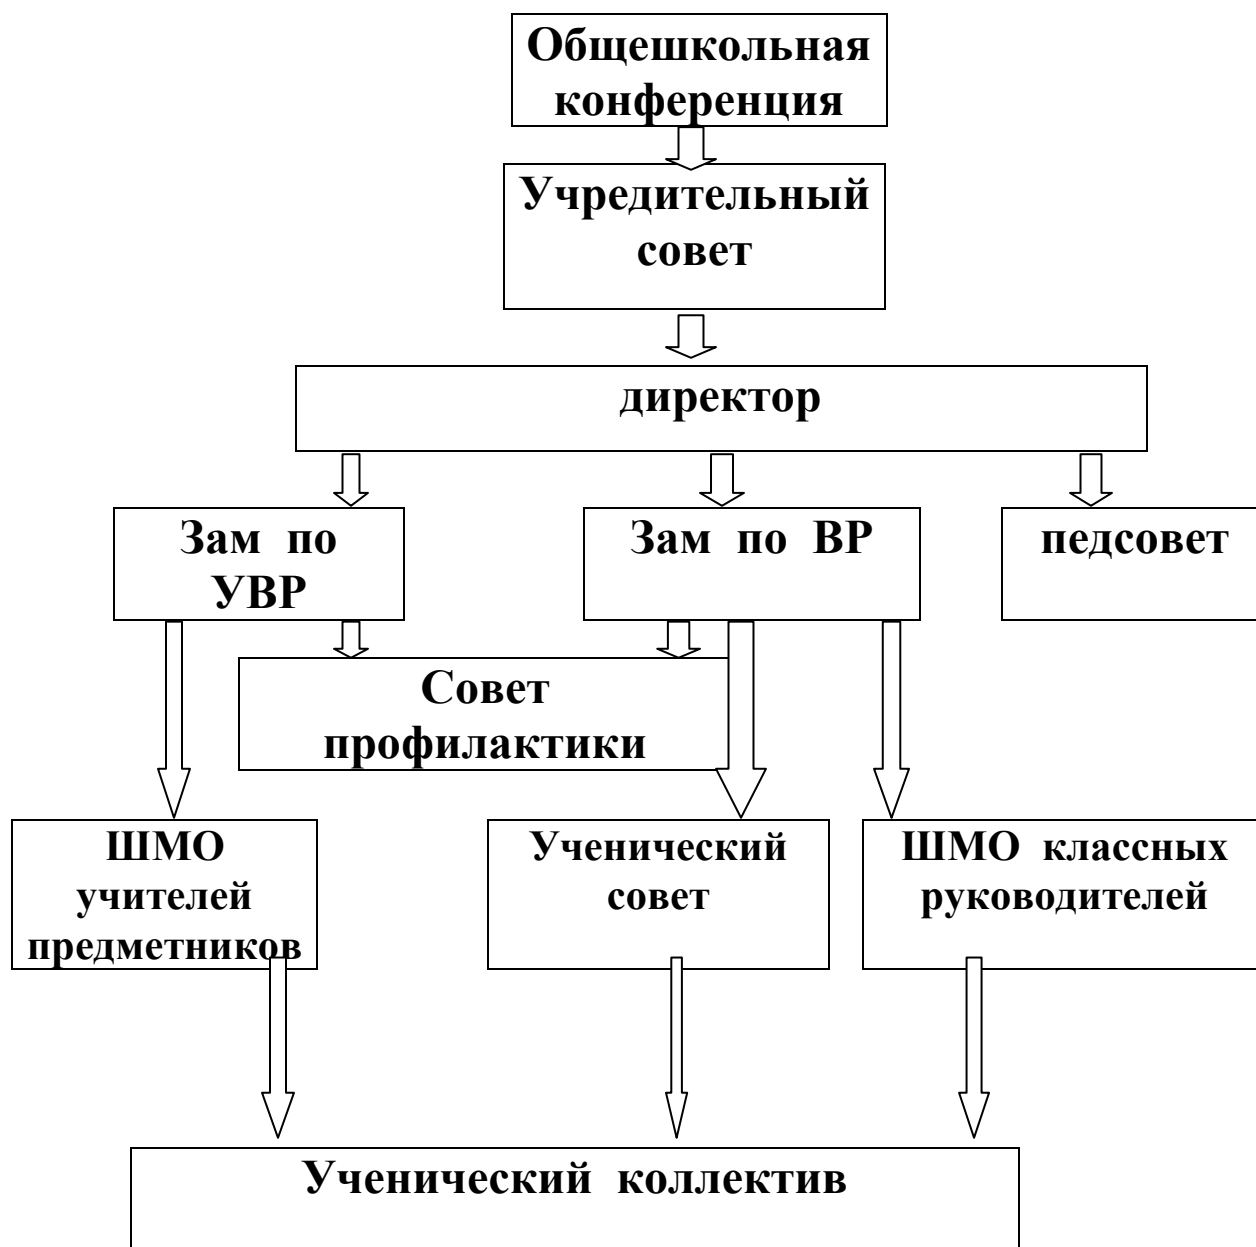 Общешкольная
конференция
Учредительный
совет
директор
Зам по
УВР
Зам по ВР
педсовет
Совет
профилактики
ШМО
учителей
предметников
Ученический
совет
ШМО классных
руководителей
Ученический коллектив